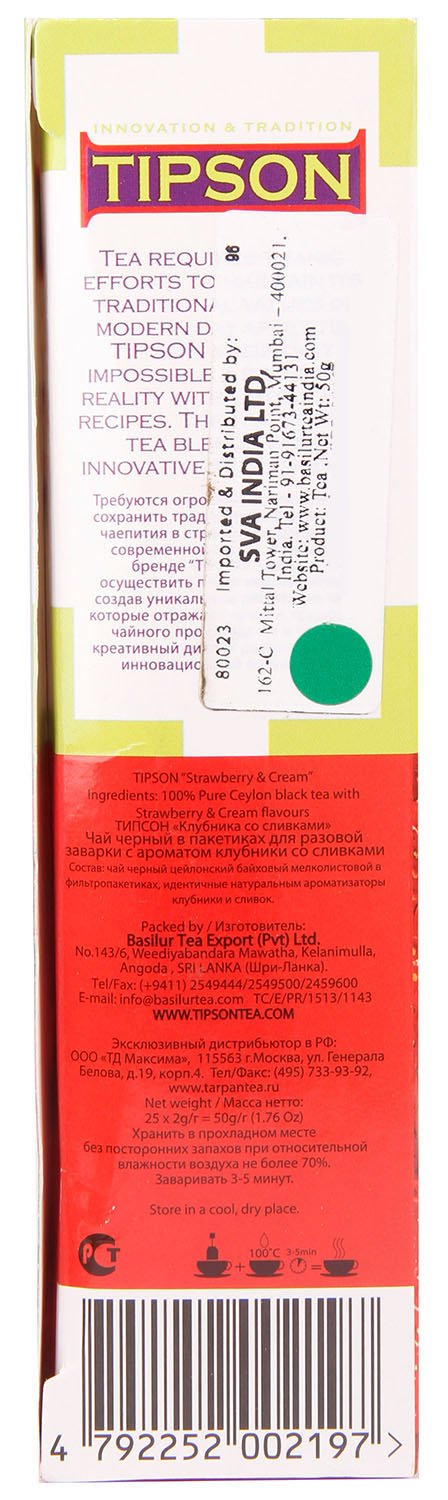 INNOVATION & TRADITION
TIPSON
TEA REQUI
EFFORTS TO
TRADITIONA
MODERN D
TIPSON
IMPOSSIBLE
REALITY WIT
RECIPES. TH
TEA BLE
INNOVATIVE
Требуются огро
сохранить трад
чаепития в стр
современной
бренде "Т
осуществить п
создав уникаль
которые отража
чайного про
креативный ди
инновацис
96
80023 Imported & Distributed by:
SVA INDIA LTD,
162-C Mittal Tower, Nariman Point, Mumbai – 400021.
India. Tel - 91-91673-44131
Website: www.basilurteaindia.com
Product: Tea .Net Wt: 50g
TIPSON "Strawberry & Cream"
Ingredients: 100% Pure Ceylon black tea with
Strawberry & Cream flavours
ТИПСОН «Клубника со сливками»
Чай черный в пакетиках для разовой
заварки с ароматом клубники со сливками
Состав: чай черный цейлонский байховый мелколистовой в
фильтропакетиках, идентичные натуральным ароматизаторы
клубники и сливок.
Packed by / Изготовитель:
Basilur Tea Export (Pvt) Ltd.
No.143/6, Weediyabandara Mawatha, Kelanimulla,
Angoda , SRI LANKA (Шри-Ланка).
Tel/Fax: (+9411) 2549444/2549500/2459600
E-mail: info@basilurtea.com TC/E/PR/1513/1143
WWW.TIPSONTEA.COM
Эксклюзивный дистрибьютор в РФ:
ООО «ТД Максима», 115563 г.Москва, ул. Генерала
Белова, д.19, корп.4. Тел/Факс: (495) 733-93-92,
www.tarpantea.ru
Net weight / Масса нетто:
25 x 2g/г = 50g/г (1.76 Oz)
Хранить в прохладном месте
без посторонних запахов при относительной
влажности воздуха не более 70%.
Заваривать 3-5 минут.
Store in a cool, dry place.
РСТ
100°C 3-5min
+ =
4 792252 002197 >